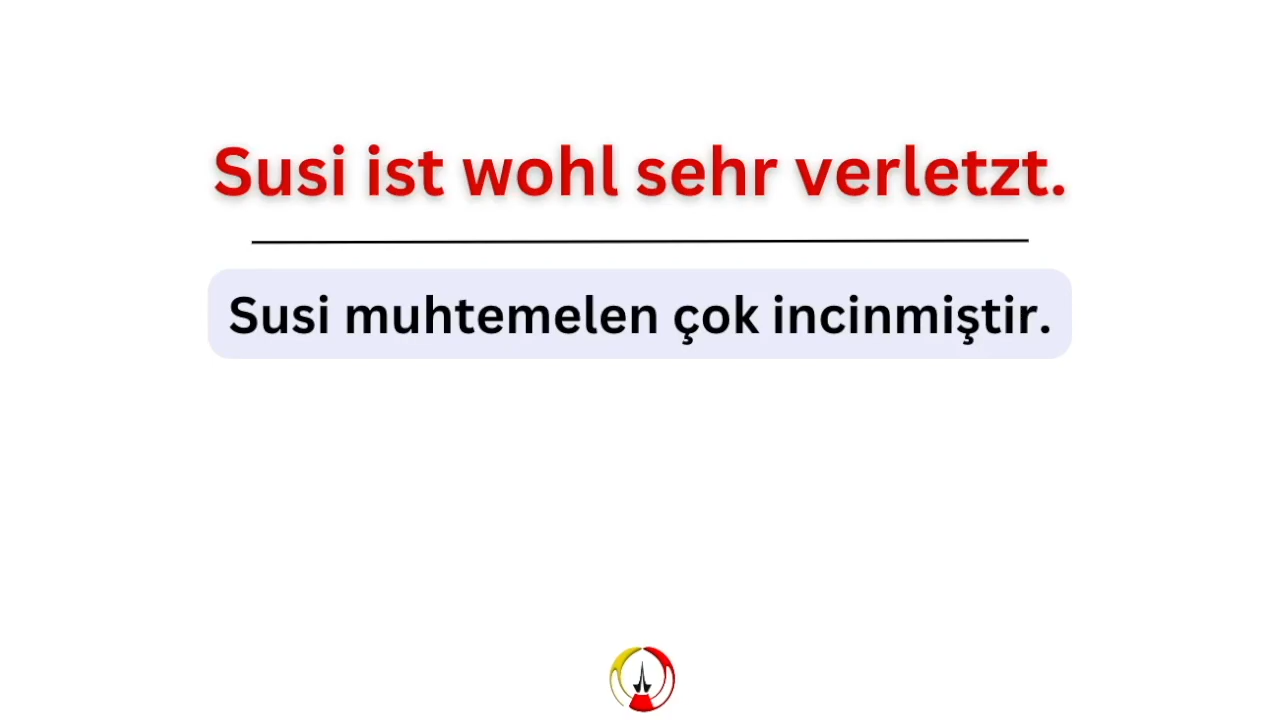 Susi ist wohl sehr verletzt.
Susi muhtemelen çok incinmiştir.